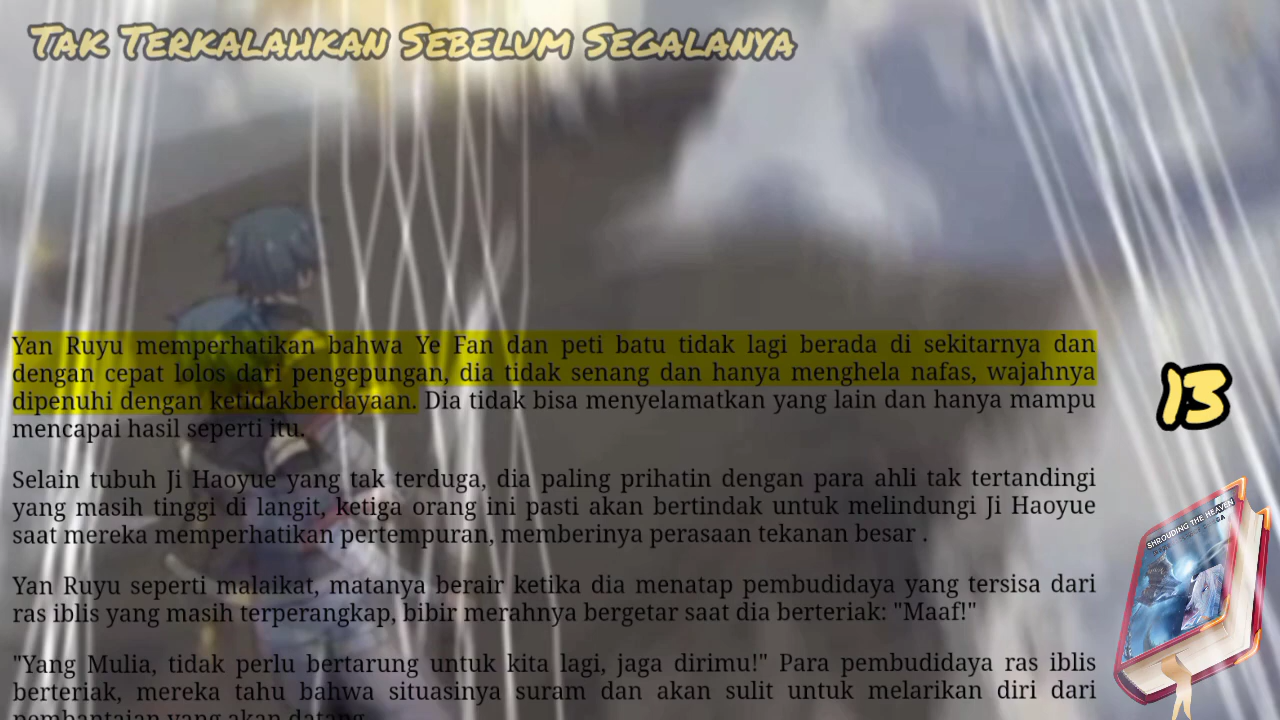 Tak Terkalahkan Sebelum Segalanya
Yan Ruyu memperhatikan bahwa Ye Fan dan peti batu tidak lagi berada di sekitarnya dan
dengan cepat lolos dari pengepungan, dia tidak senang dan hanya menghela nafas, wajahnya
dipenuhi dengan ketidakberdayaan. Dia tidak bisa menyelamatkan yang lain dan hanya mampu
mencapai hasil seperti itu.
Selain tubuh Ji Haoyue yang tak terduga, dia paling prihatin dengan para ahli tak tertandingi
yang masih tinggi di langit, ketiga orang ini pasti akan bertindak untuk melindungi Ji Haoyue
saat mereka memperhatikan pertempuran, memberinya perasaan tekanan besar .
Yan Ruyu seperti malaikat, matanya berair ketika dia menatap pembudidaya yang tersisa dari
ras iblis yang masih terperangkap, bibir merahnya bergetar saat dia berteriak: "Maaf!"
"Yang Mulia, tidak perlu bertarung untuk kita lagi, jaga dirimu!" Para pembudidaya ras iblis
berteriak, mereka tahu bahwa situasinya suram dan akan sulit untuk melarikan diri dari
pembantaian yang akan datang.
13
SHROUDING THE HEAVEN